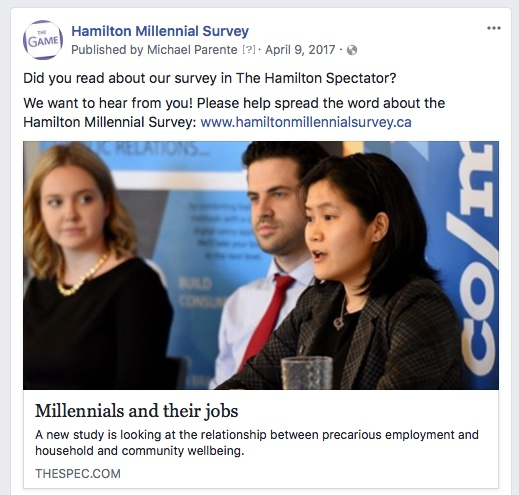 THE
GAME
Hamilton Millennial Survey
Published by Michael Parente [?] · April 9, 2017 ·
Did you read about our survey in The Hamilton Spectator?
We want to hear from you! Please help spread the word about the
Hamilton Millennial Survey: www.hamiltonmillennialsurvey.ca
RELATIONS...
BUILD
co/m
Millennials and their jobs
A new study is looking at the relationship between precarious employment and
household and community wellbeing.
THESPEC.COM